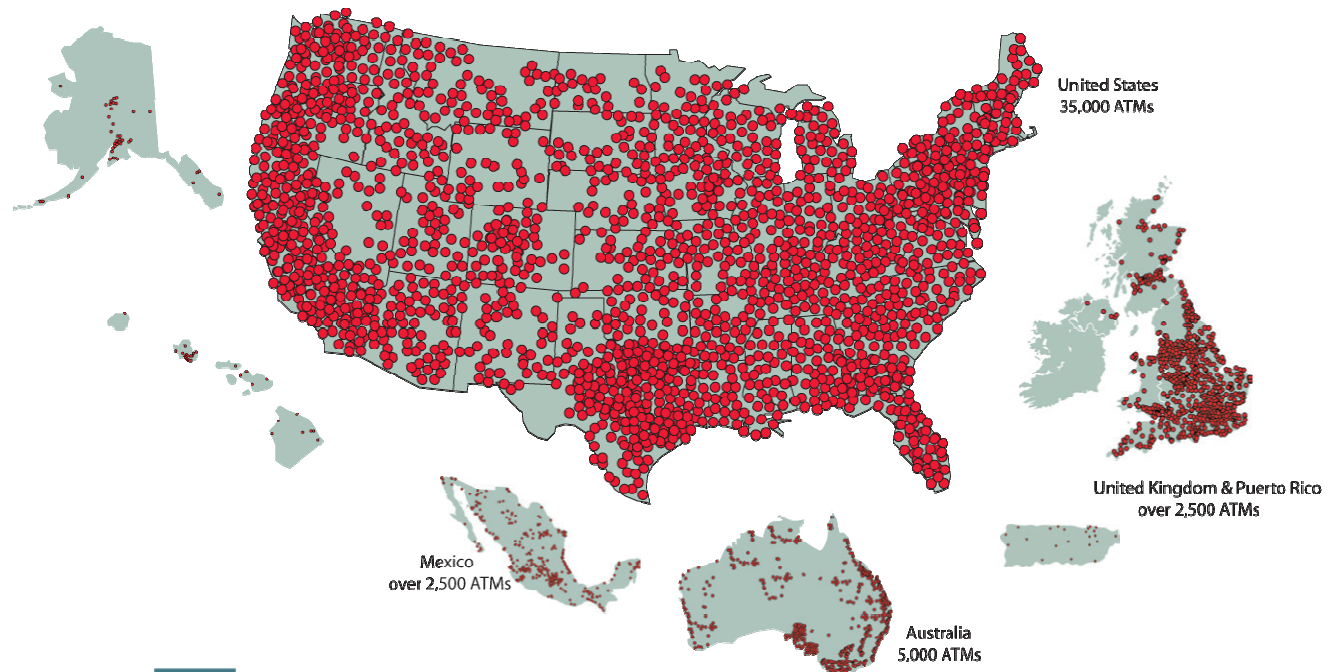 United States
35,000 ATMs
United Kingdom & Puerto Rico
over 2,500 ATMs
Mexico
over 2,500 ATMs
Australia
5,000 ATMs